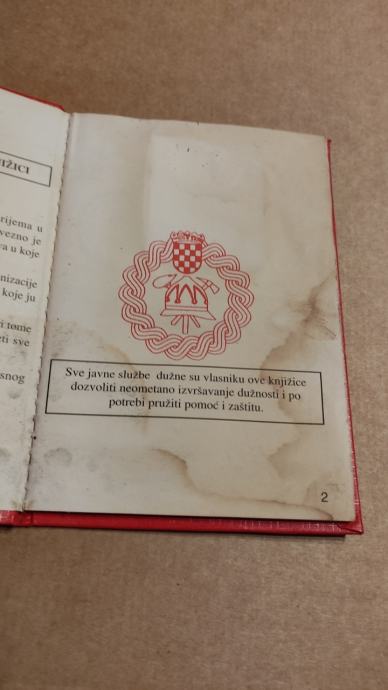 rijema u
vezno je
va u koje
nizacije
koje ju
i tome
ti sve
snog
Sve javne službe dužne su vlasniku ove knjižice
dozvoliti neometano izvršavanje dužnosti i po
potrebi pružiti pomoć i zaštitu.
2